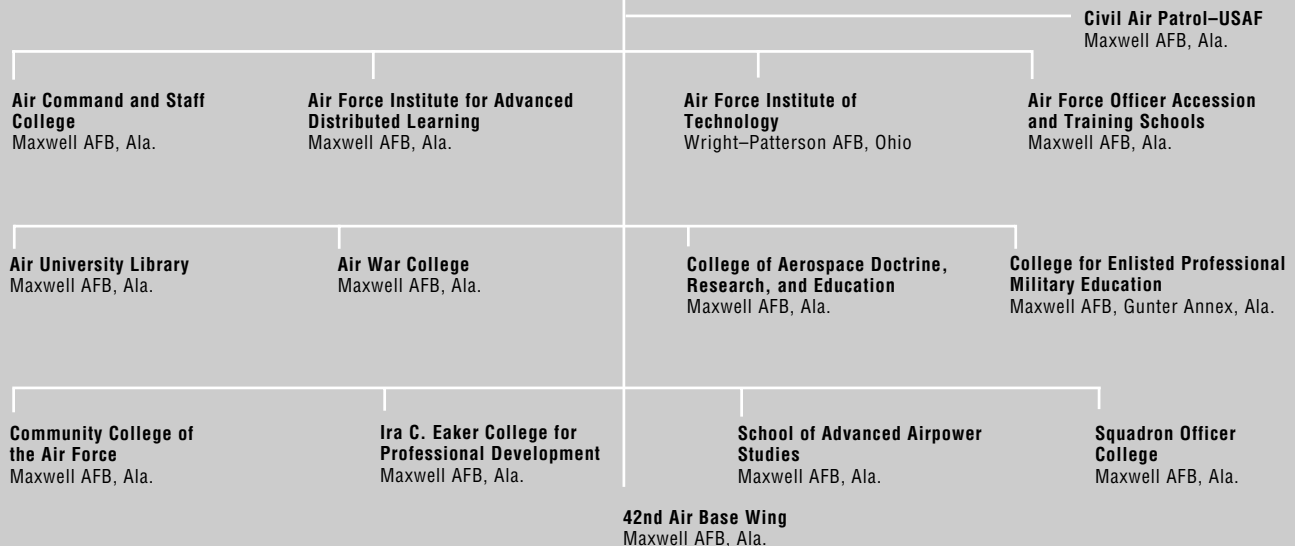 Civil Air Patrol–USAF
Maxwell AFB, Ala.
Air Command and Staff
College
Maxwell AFB, Ala.
Air Force Institute for Advanced
Distributed Learning
Maxwell AFB, Ala.
Air Force Institute of
Technology
Wright–Patterson AFB, Ohio
Air Force Officer Accession
and Training Schools
Maxwell AFB, Ala.
Air University Library
Maxwell AFB, Ala.
Air War College
Maxwell AFB, Ala.
College of Aerospace Doctrine,
Research, and Education
Maxwell AFB, Ala.
College for Enlisted Professional
Military Education
Maxwell AFB, Gunter Annex, Ala.
Community College of
the Air Force
Maxwell AFB, Ala.
Ira C. Eaker College for
Professional Development
Maxwell AFB, Ala.
School of Advanced Airpower
Studies
Maxwell AFB, Ala.
Squadron Officer
College
Maxwell AFB, Ala.
42nd Air Base Wing
Maxwell AFB, Ala.